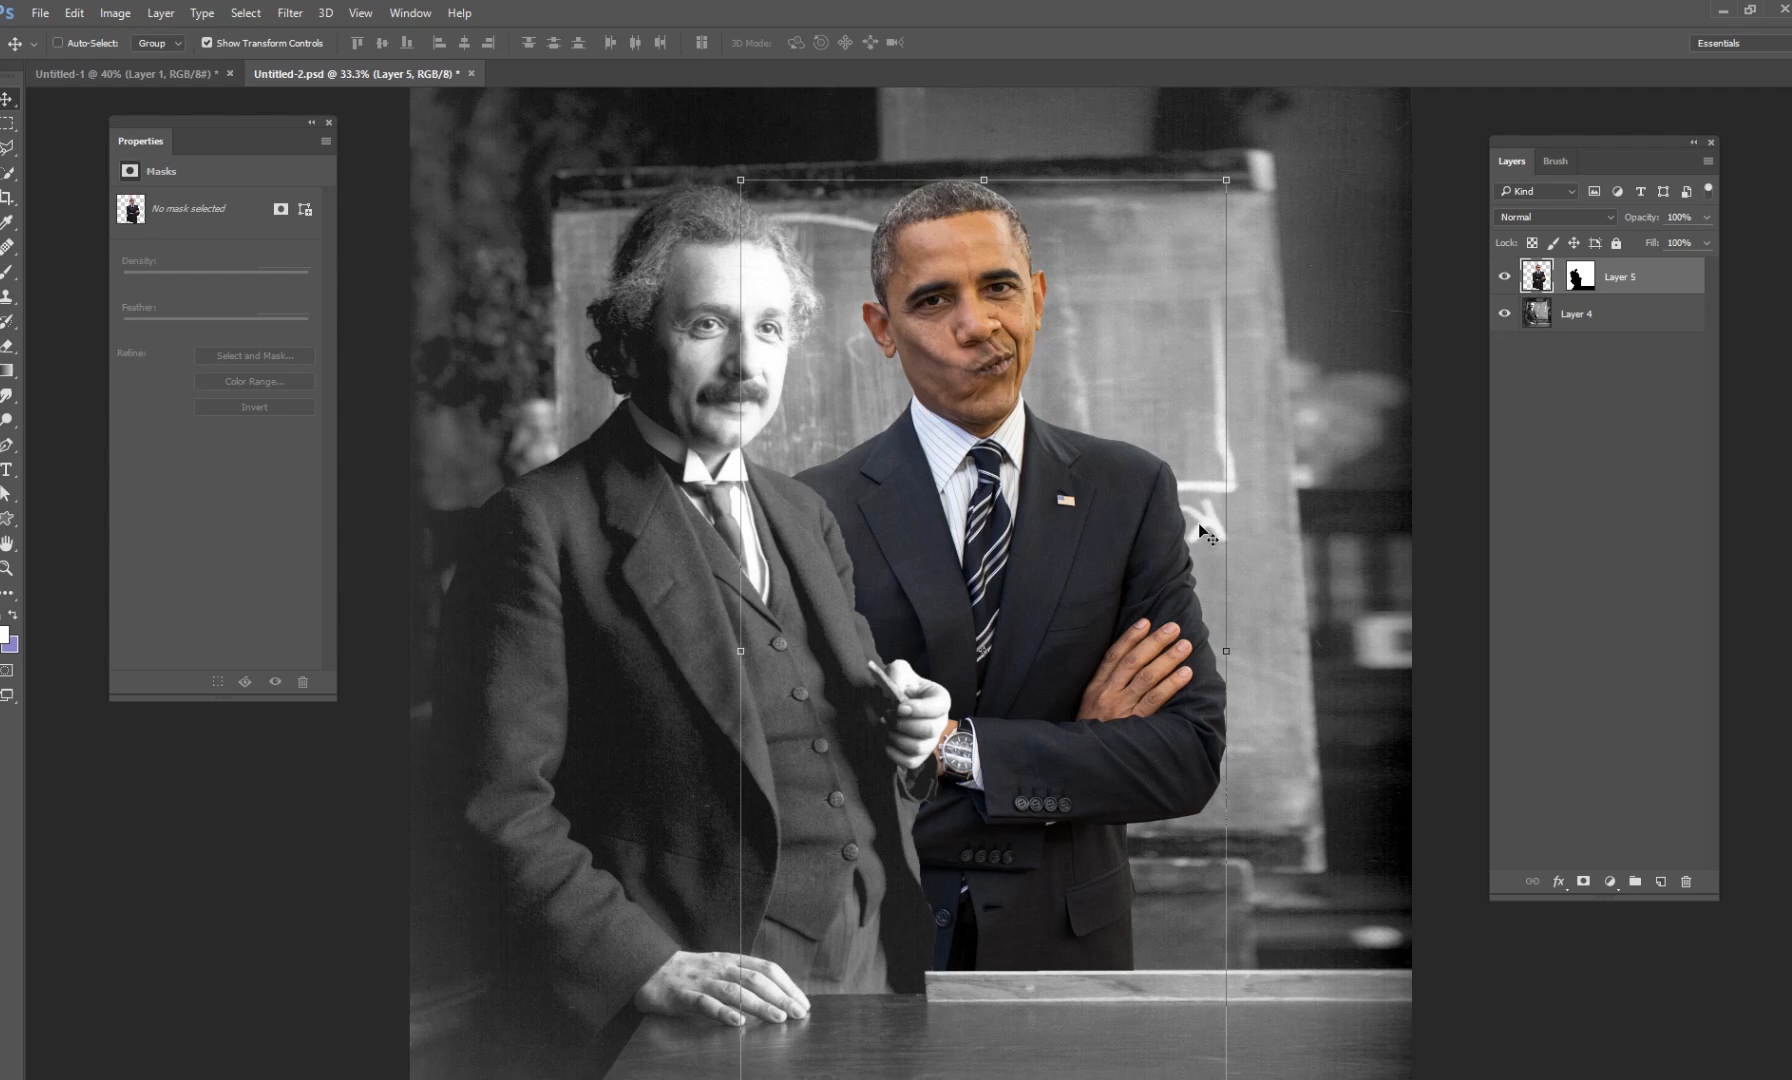 Ps File Edit Image Layer Type Select Filter 3D View Window Help
Auto-Select: Group Show Transform Controls 3D Mode: Essentials
Untitled-1 @ 40% (Layer 1, RGB/8#) * × Untitled-2.psd @ 33.3% (Layer 5, RGB/8) * ×
Properties
Masks
No mask selected
Density:
Feather:
Refine: Select and Mask...
Color Range...
Invert
Layers Brush
Kind
Normal Opacity: 100%
Lock: Fill: 100%
Layer 5
Layer 4
fx